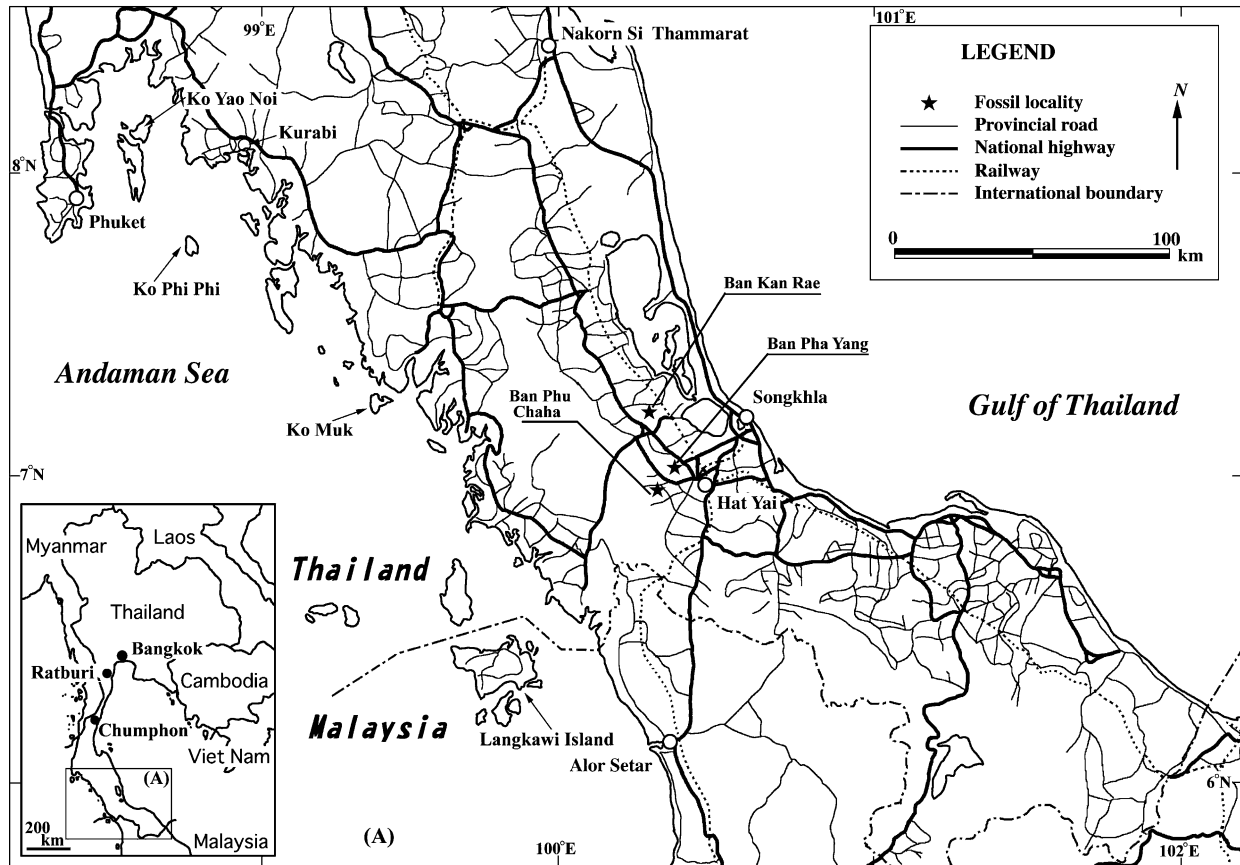 99°E
101°E
Nakorn Si Thammarat
LEGEND
N
Fossil locality
Provincial road
National highway
Railway
International boundary
0
100
km
Ko Yao Noi
Kurabi
8°N
Phuket
Ko Phi Phi
Ban Kan Rae
Ban Pha Yang
Andaman Sea
Ban Phu
Chaha
Songkhla
Gulf of Thailand
Ko Muk
7°N
Hat Yai
Thailand
Malaysia
Langkawi Island
Alor Setar
6°N
(A)
100°E
102°E
Myanmar
Laos
Thailand
Bangkok
Ratburi
Cambodia
Chumphon
Viet Nam
(A)
200
km
Malaysia